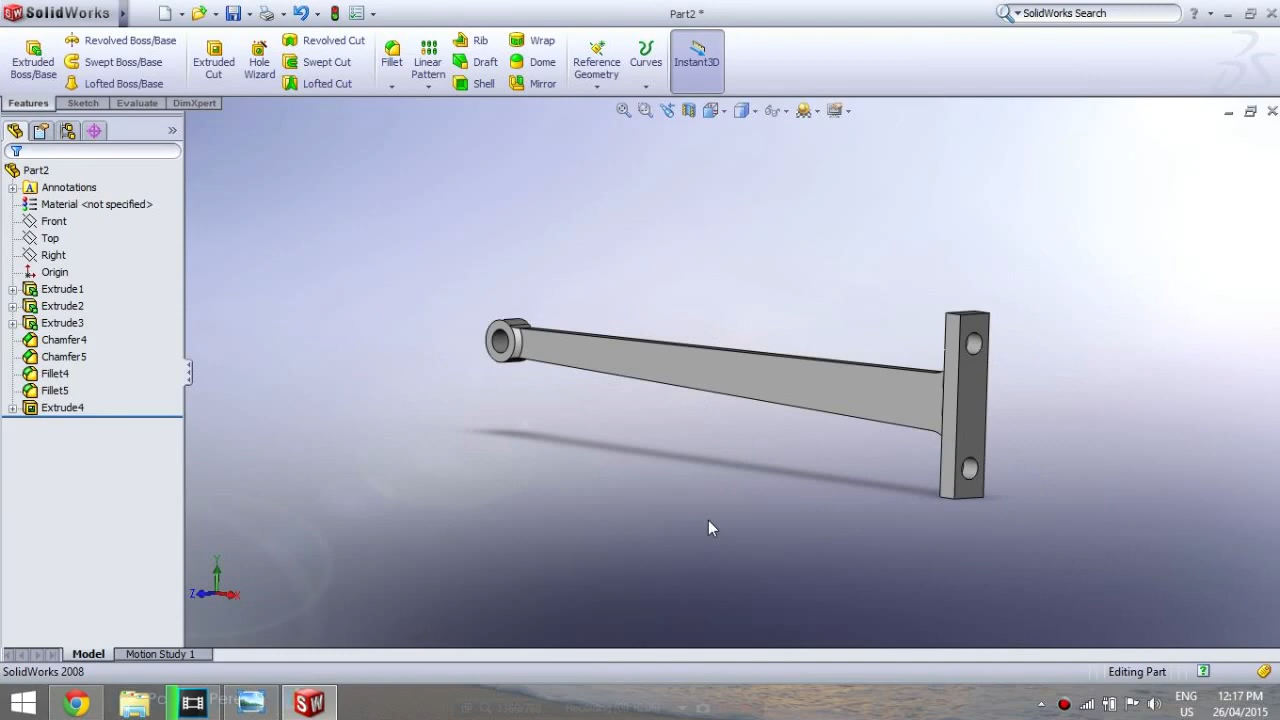 SolidWorks
Part2 *
SolidWorks Search
?
Extruded Boss/Base
Revolved Boss/Base
Swept Boss/Base
Lofted Boss/Base
Extruded Cut
Hole Wizard
Revolved Cut
Swept Cut
Lofted Cut
Fillet
Linear Pattern
Rib
Draft
Shell
Wrap
Dome
Mirror
Reference Geometry
Curves
Instant3D
Features Sketch Evaluate DimXpert
Part2
Annotations
Material <not specified>
Front
Top
Right
Origin
Extrude1
Extrude2
Extrude3
Chamfer4
Chamfer5
Fillet4
Fillet5
Extrude4
Y
Z
X
Model Motion Study 1
SolidWorks 2008
Editing Part
ENG
US
12:17 PM
26/04/2015